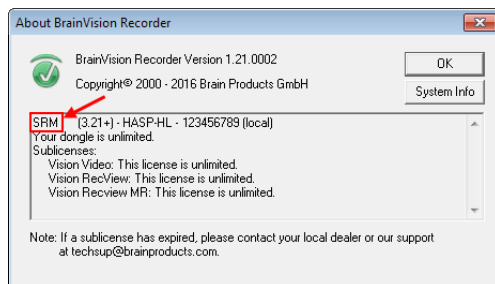 About BrainVision Recorder
BrainVision Recorder Version 1.21.0002
Copyright© 2000 - 2016 Brain Products GmbH
OK
System Info
SRM (3.21+) - HASP-HL - 123456789 (local)
Your dongle is unlimited.
Sublicenses:
Vision Video: This license is unlimited.
Vision RecView: This license is unlimited.
Vision Recview MR: This license is unlimited.
Note: If a sublicense has expired, please contact your local dealer or our support
at techsup@brainproducts.com.